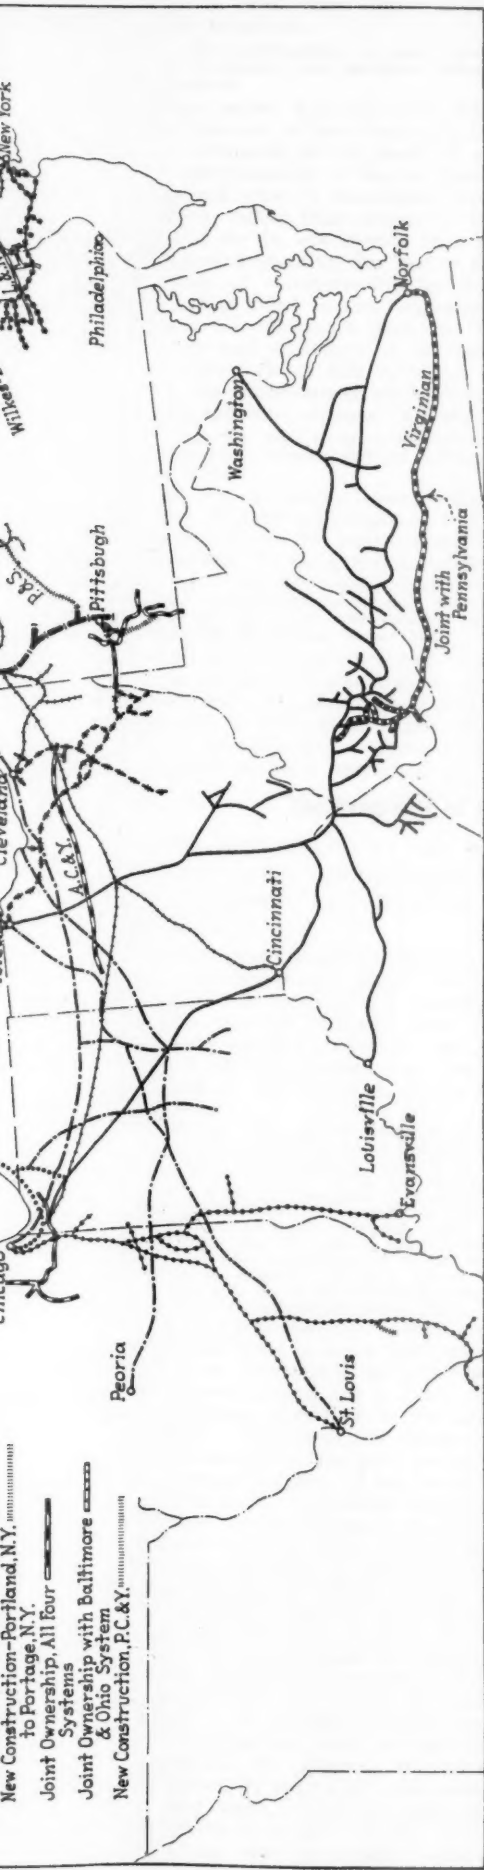 New York
L.&N.
Wilkes-
Philadelphia
Washington
Norfolk
P.&S.
Pittsbugh
Virginian
Joint with
Pennsylvania
Cleveland
A.C.&Y.
Cincinnati
Louisville
Evansville
Chicago
Peoria
St. Louis
New Construction-Portland, N.Y.
to Portage, N.Y.
Joint Ownership, All Four
Systems
Joint Ownership with Baltimore
& Ohio System
New Construction, P.C.&Y.